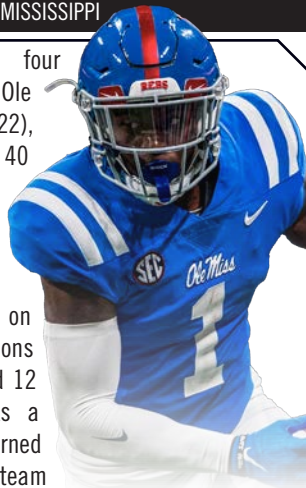 MISSISSIPPI
four
REBS
Ole
22),
40
SEC
Ole Miss
1
on
ons
d 12
s a
rned
team